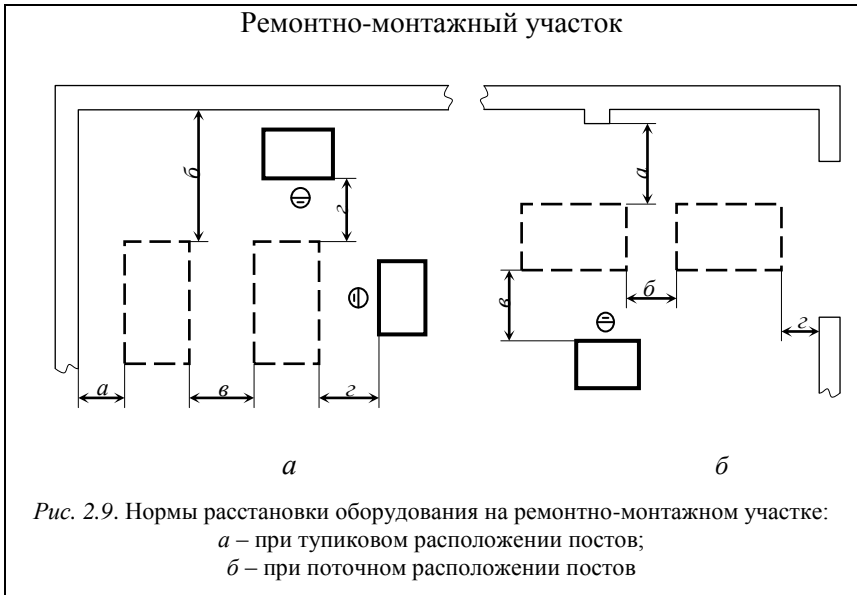 Ремонтно-монтажный участок
б
г
а
в
г
а
б
в
г
а
б
Рис. 2.9. Нормы расстановки оборудования на ремонтно-монтажном участке:
а – при тупиковом расположении постов;
б – при поточном расположении постов